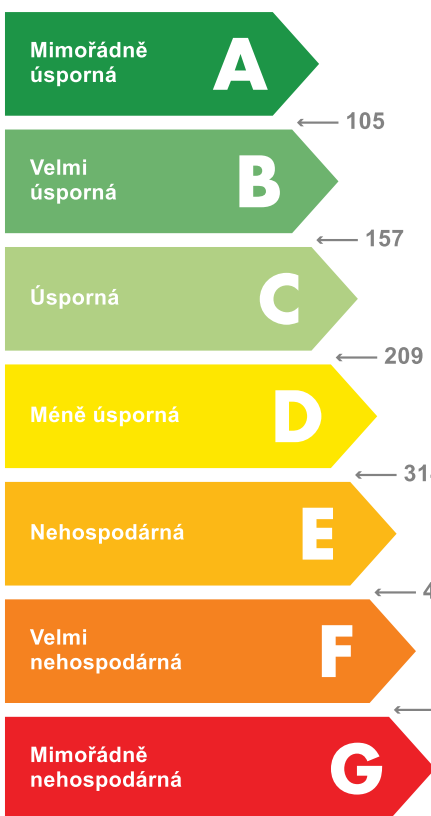 Mimořádně
úsporná
A
105
Velmi
úsporná
B
157
Úsporná
C
209
Méně úsporná
D
Nehospodárná
E
Velmi
nehospodárná
F
Mimořádně
nehospodárná
G